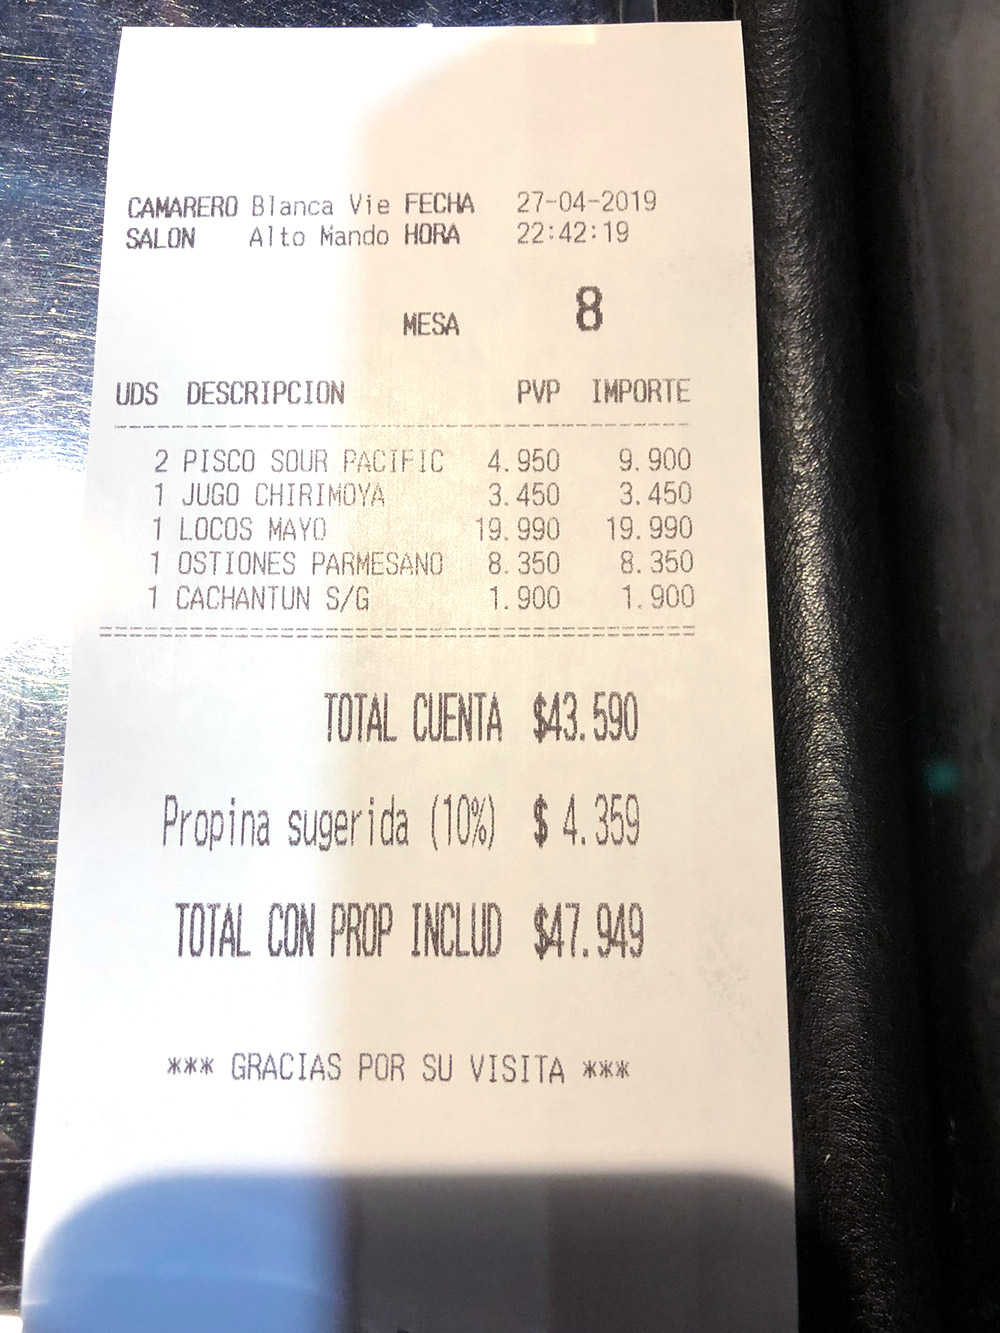 CAMARERO Blanca Vie FECHA 27-04-2019
SALON Alto Mando HORA 22:42:19
MESA 8
UDS DESCRIPCION PVP IMPORTE
2 PISCO SOUR PACIFIC 4.950 9.900
1 JUGO CHIRIMOYA 3.450 3.450
1 LOCOS MAYO 19.990 19.990
1 OSTIONES PARMESANO 8.350 8.350
1 CACHANTUN S/G 1.900 1.900
TOTAL CUENTA $43.590
Propina sugerida (10%) $ 4.359
TOTAL CON PROP INCLUD $47.949
*** GRACIAS POR SU VISITA ***